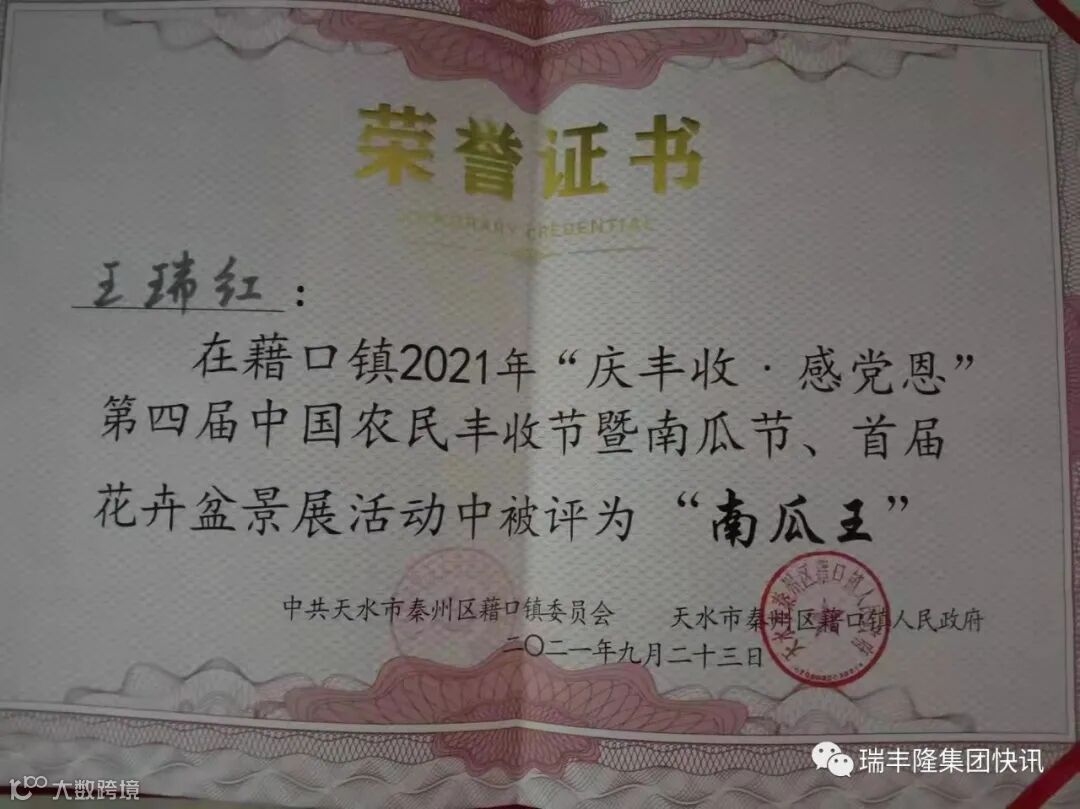 荣誉证书
HONORARY CREDENTIAL
王瑞红：
在藉口镇2021年“庆丰收·感党恩”
第四届中国农民丰收节暨南瓜节、首届
花卉盆景展活动中被评为“南瓜王”
中共天水市秦州区藉口镇委员会 天水市秦州区藉口镇人民政府
二〇二一年九月二十三日
瑞丰隆集团快讯
大数跨境